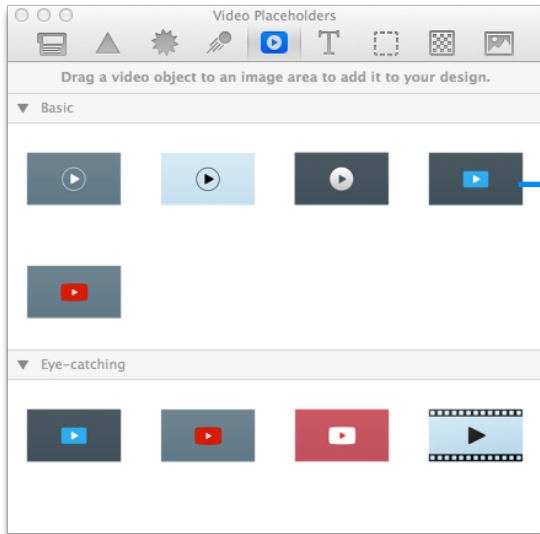 Video Placeholders
T
Drag a video object to an image area to add it to your design.
Basic
Eye-catching